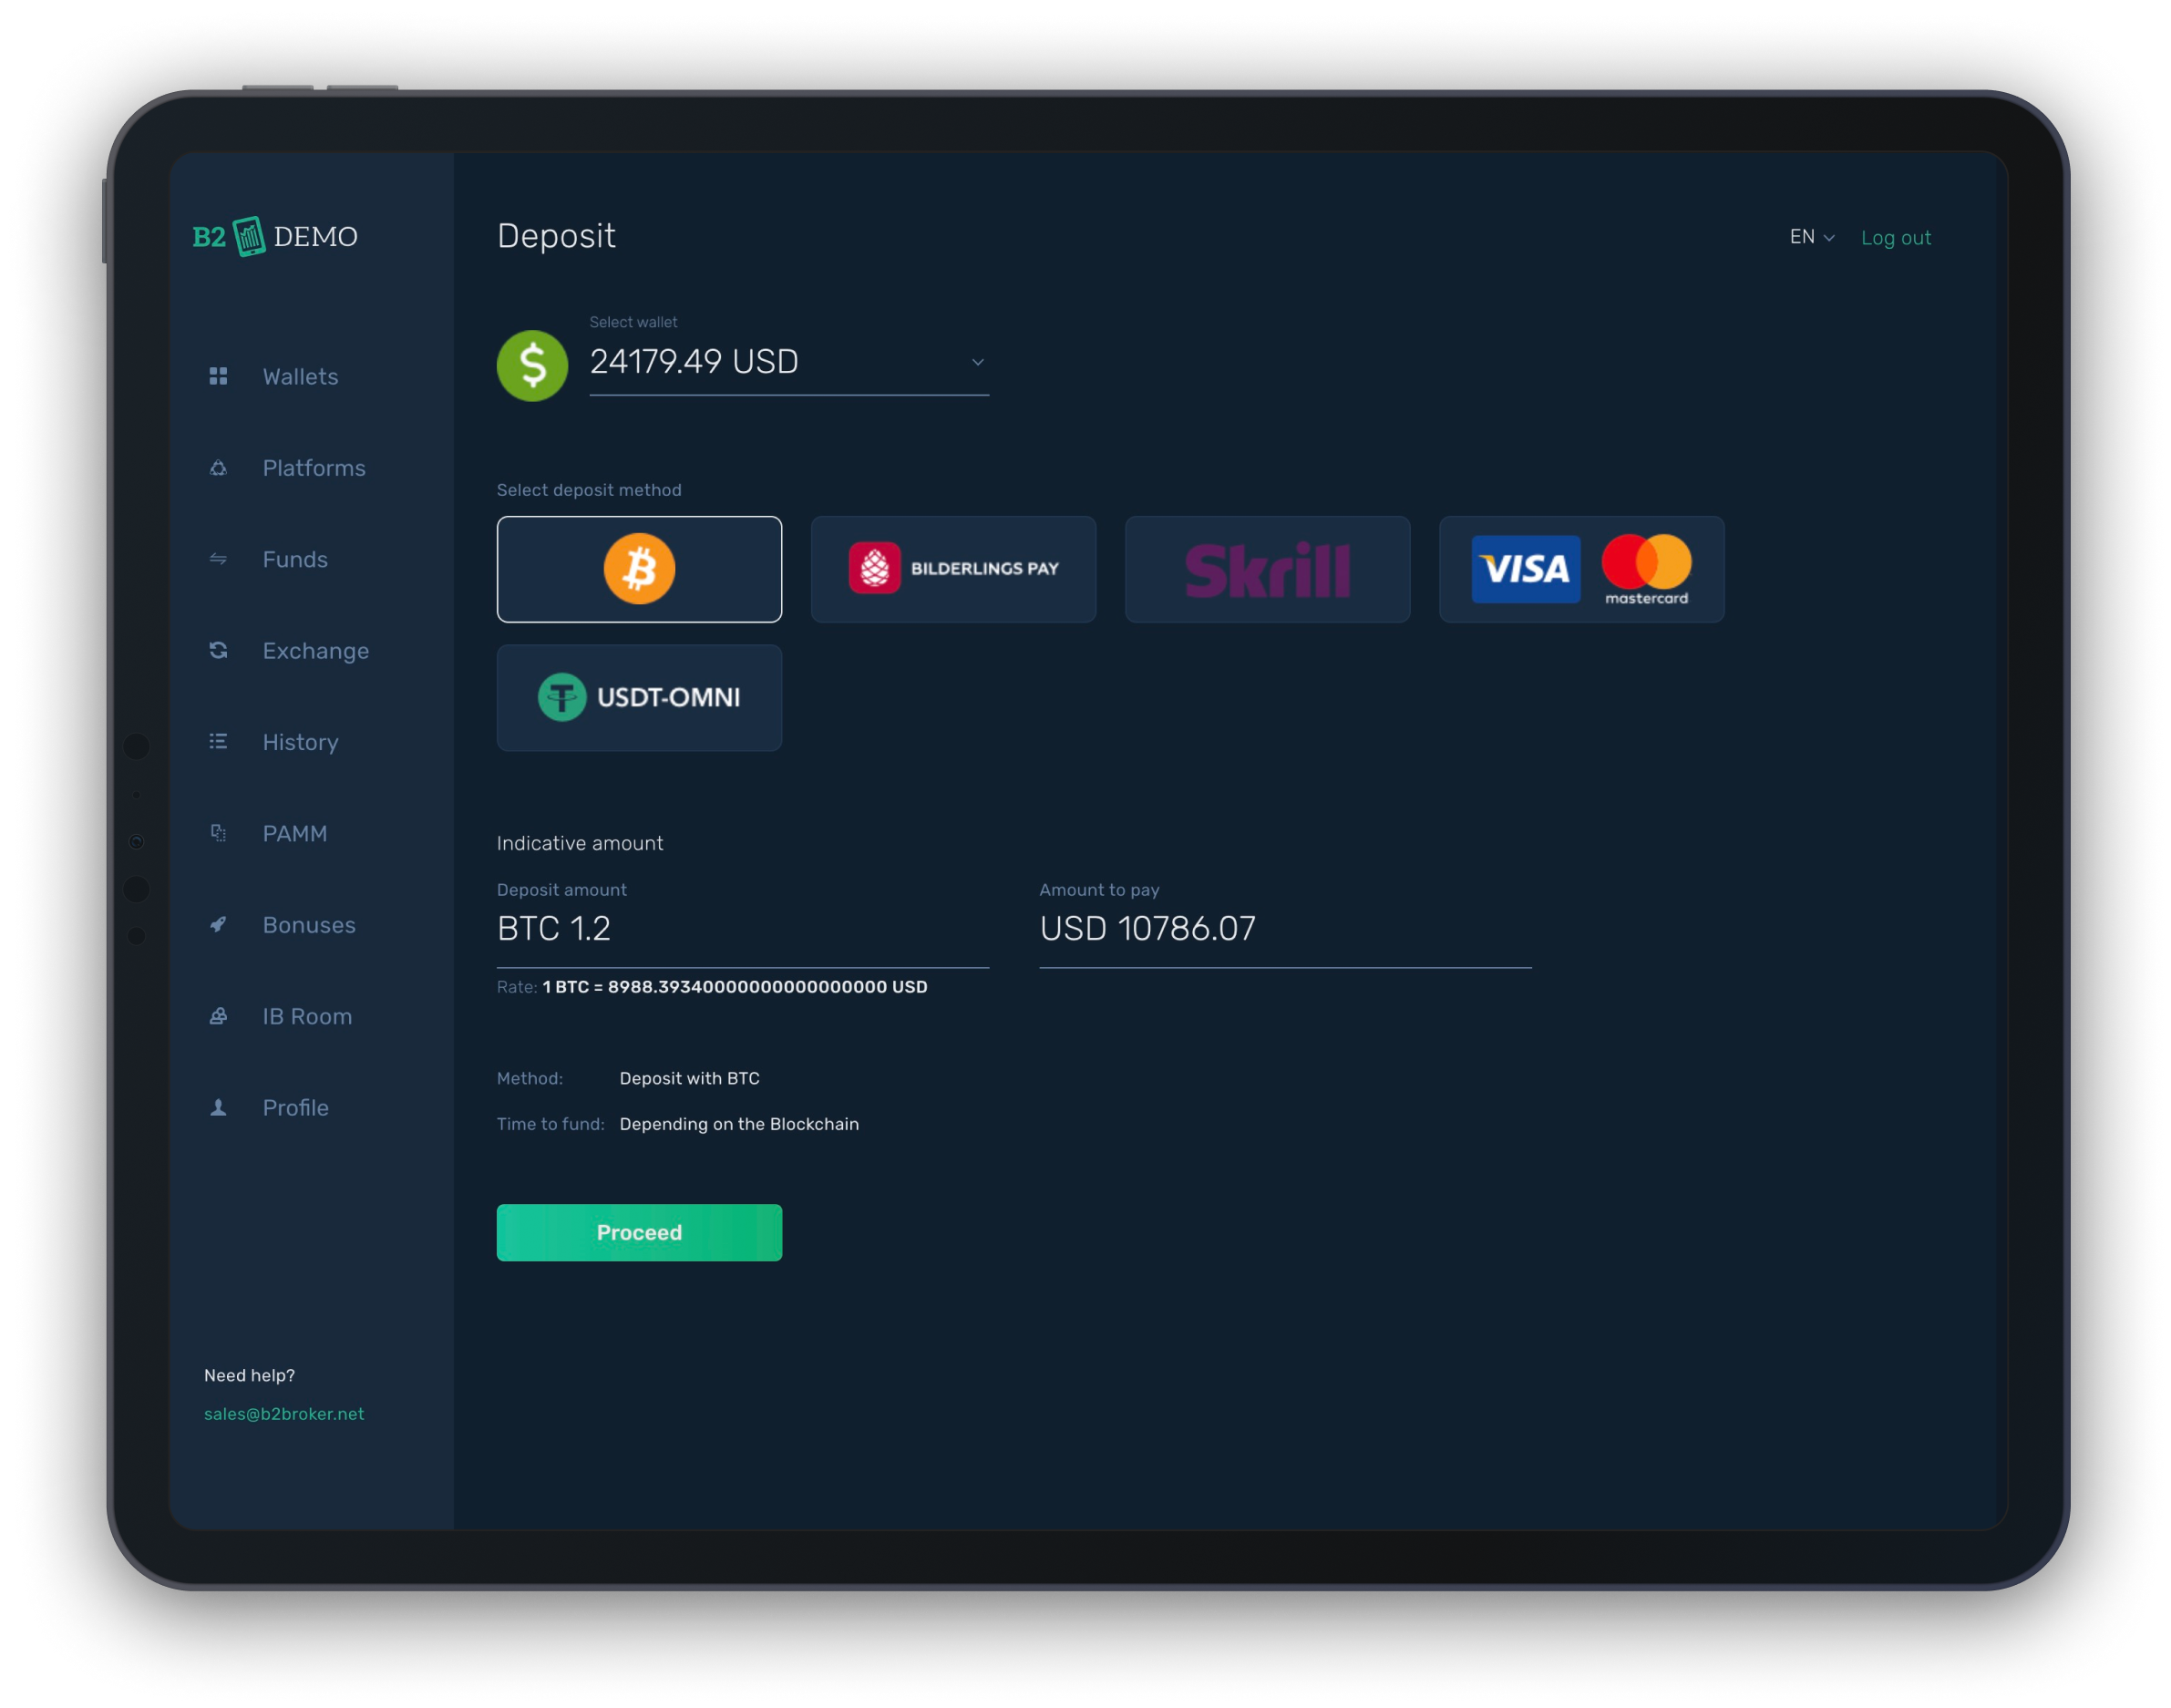 B2 DEMO
Deposit
EN
Log out
Select wallet
24179.49 USD
Wallets
Platforms
Funds
Exchange
History
PAMM
Bonuses
IB Room
Profile
Select deposit method
BILDERLINGS PAY
Skrill
VISA
mastercard
USDT-OMNI
Indicative amount
Deposit amount
BTC 1.2
Amount to pay
USD 10786.07
Rate: 1 BTC = 8988.39340000000000000000 USD
Method: Deposit with BTC
Time to fund: Depending on the Blockchain
Proceed
Need help?
sales@b2broker.net